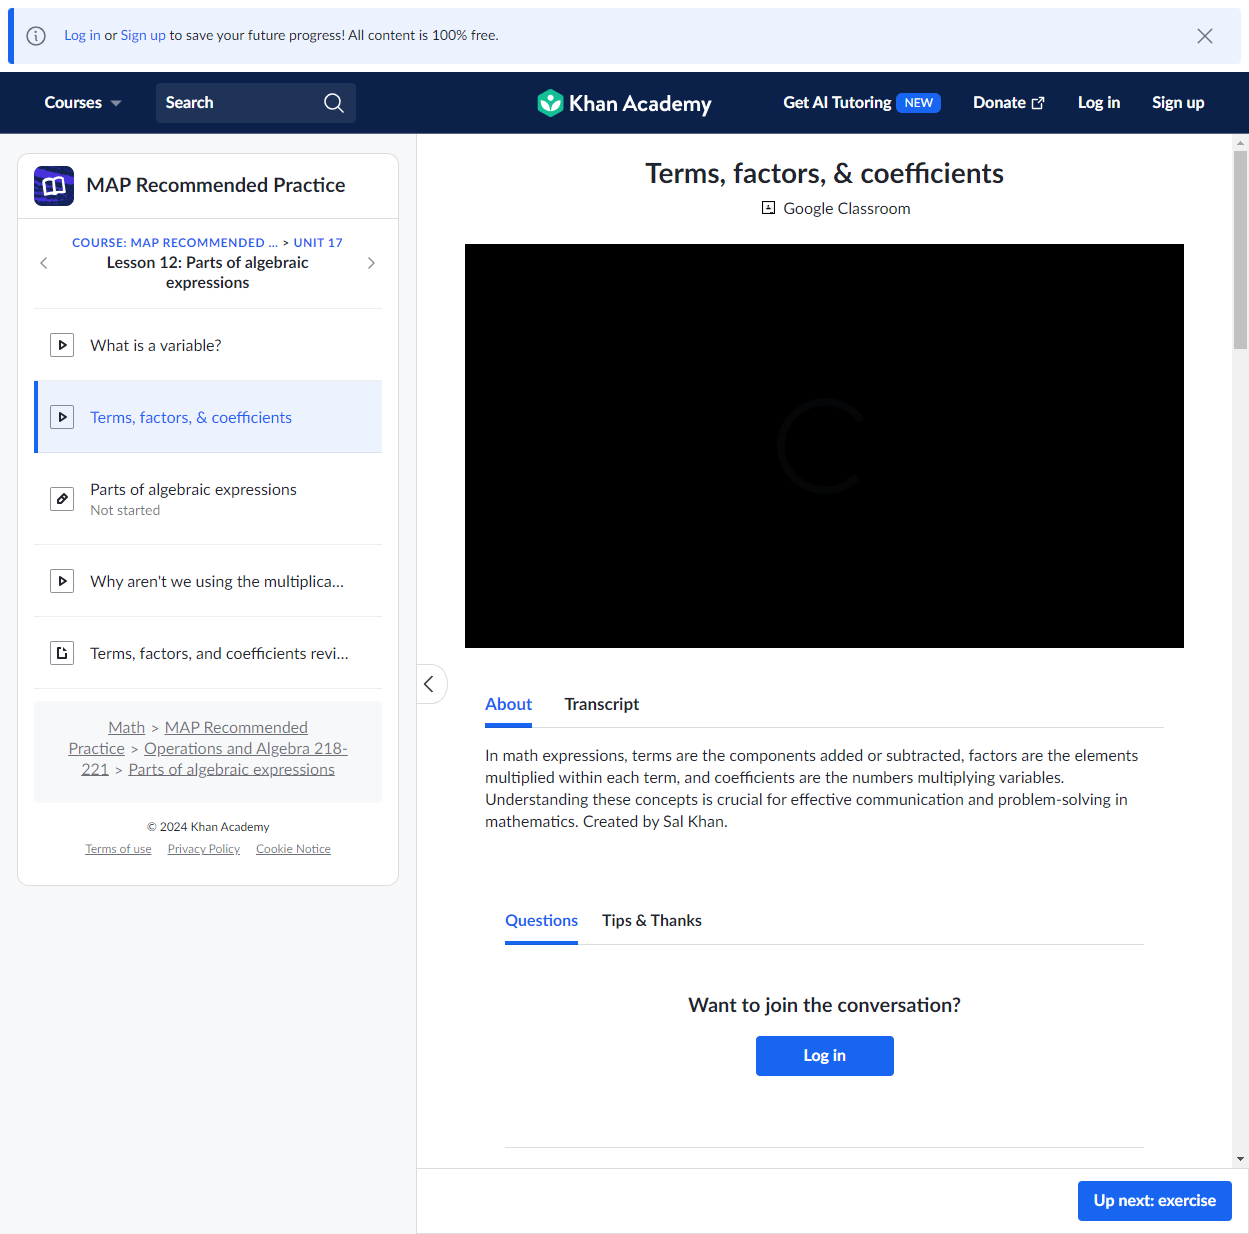 Log in or Sign up to save your future progress! All content is 100% free.
Courses
Search
Khan Academy
Get AI Tutoring NEW
Donate
Log in
Sign up
MAP Recommended Practice
COURSE: MAP RECOMMENDED ... > UNIT 17
Lesson 12: Parts of algebraic
expressions
What is a variable?
Terms, factors, & coefficients
Parts of algebraic expressions
Not started
Why aren't we using the multiplica...
Terms, factors, and coefficients revi...
Math > MAP Recommended
Practice > Operations and Algebra 218-
221 > Parts of algebraic expressions
© 2024 Khan Academy
Terms of use Privacy Policy Cookie Notice
Terms, factors, & coefficients
Google Classroom
About Transcript
In math expressions, terms are the components added or subtracted, factors are the elements
multiplied within each term, and coefficients are the numbers multiplying variables.
Understanding these concepts is crucial for effective communication and problem-solving in
mathematics. Created by Sal Khan.
Questions Tips & Thanks
Want to join the conversation?
Log in
Up next: exercise